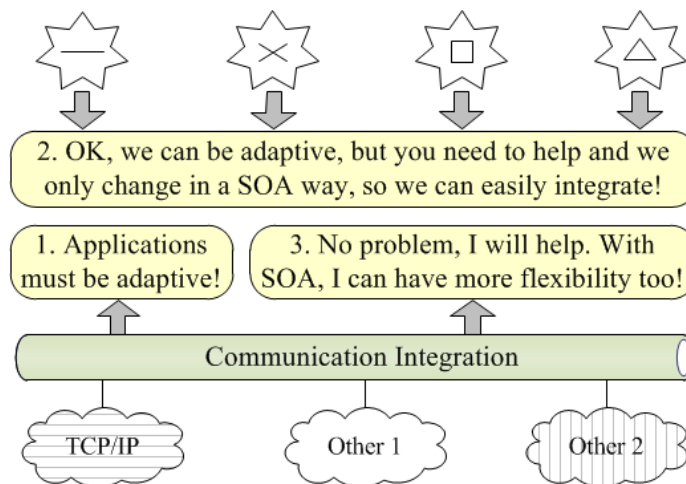 2. OK, we can be adaptive, but you need to help and we
only change in a SOA way, so we can easily integrate!
1. Applications
must be adaptive!
3. No problem, I will help. With
SOA, I can have more flexibility too!
Communication Integration
TCP/IP
Other 1
Other 2